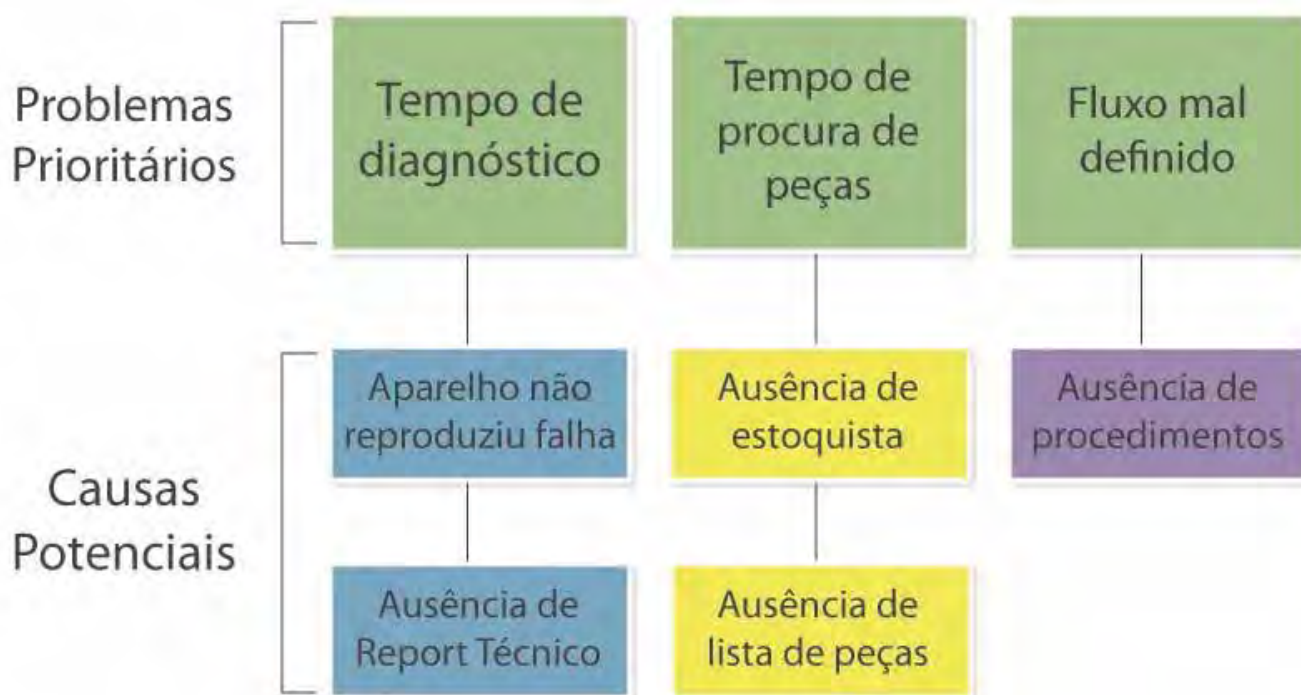 Problemas
Prioritários
Tempo de
diagnóstico
Tempo de
procura de
peças
Fluxo mal
definido
Causas
Potenciais
Aparelho não
reproduziu falha
Ausência de
estoquista
Ausência de
procedimentos
Ausência de
Report Técnico
Ausência de
lista de peças